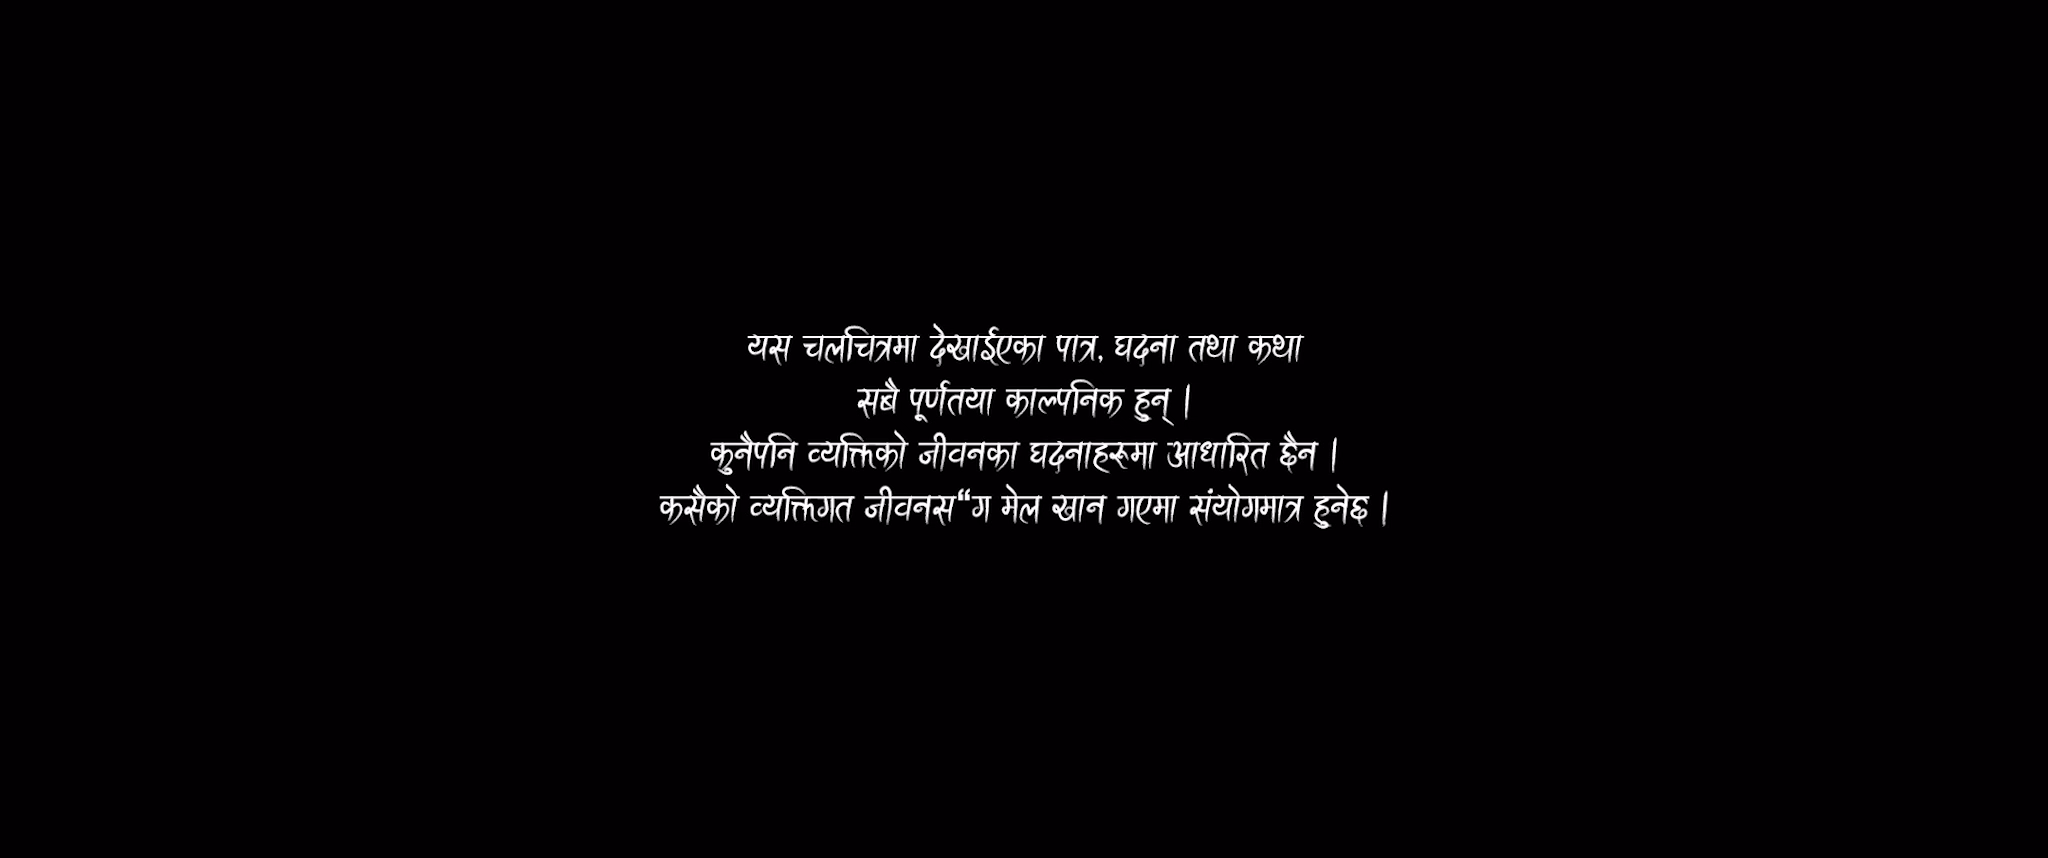 यस चलचित्रमा देखाईएका पात्र, घटना तथा कथा
सबै पूर्णतया काल्पनिक हुन् |
कुनैपनि व्यक्तिको जीवनका घटनाहरूमा आधारित छैन |
कसैको व्यक्तिगत जीवनस“ग मेल खान गएमा संयोगमात्र हुनेछ |